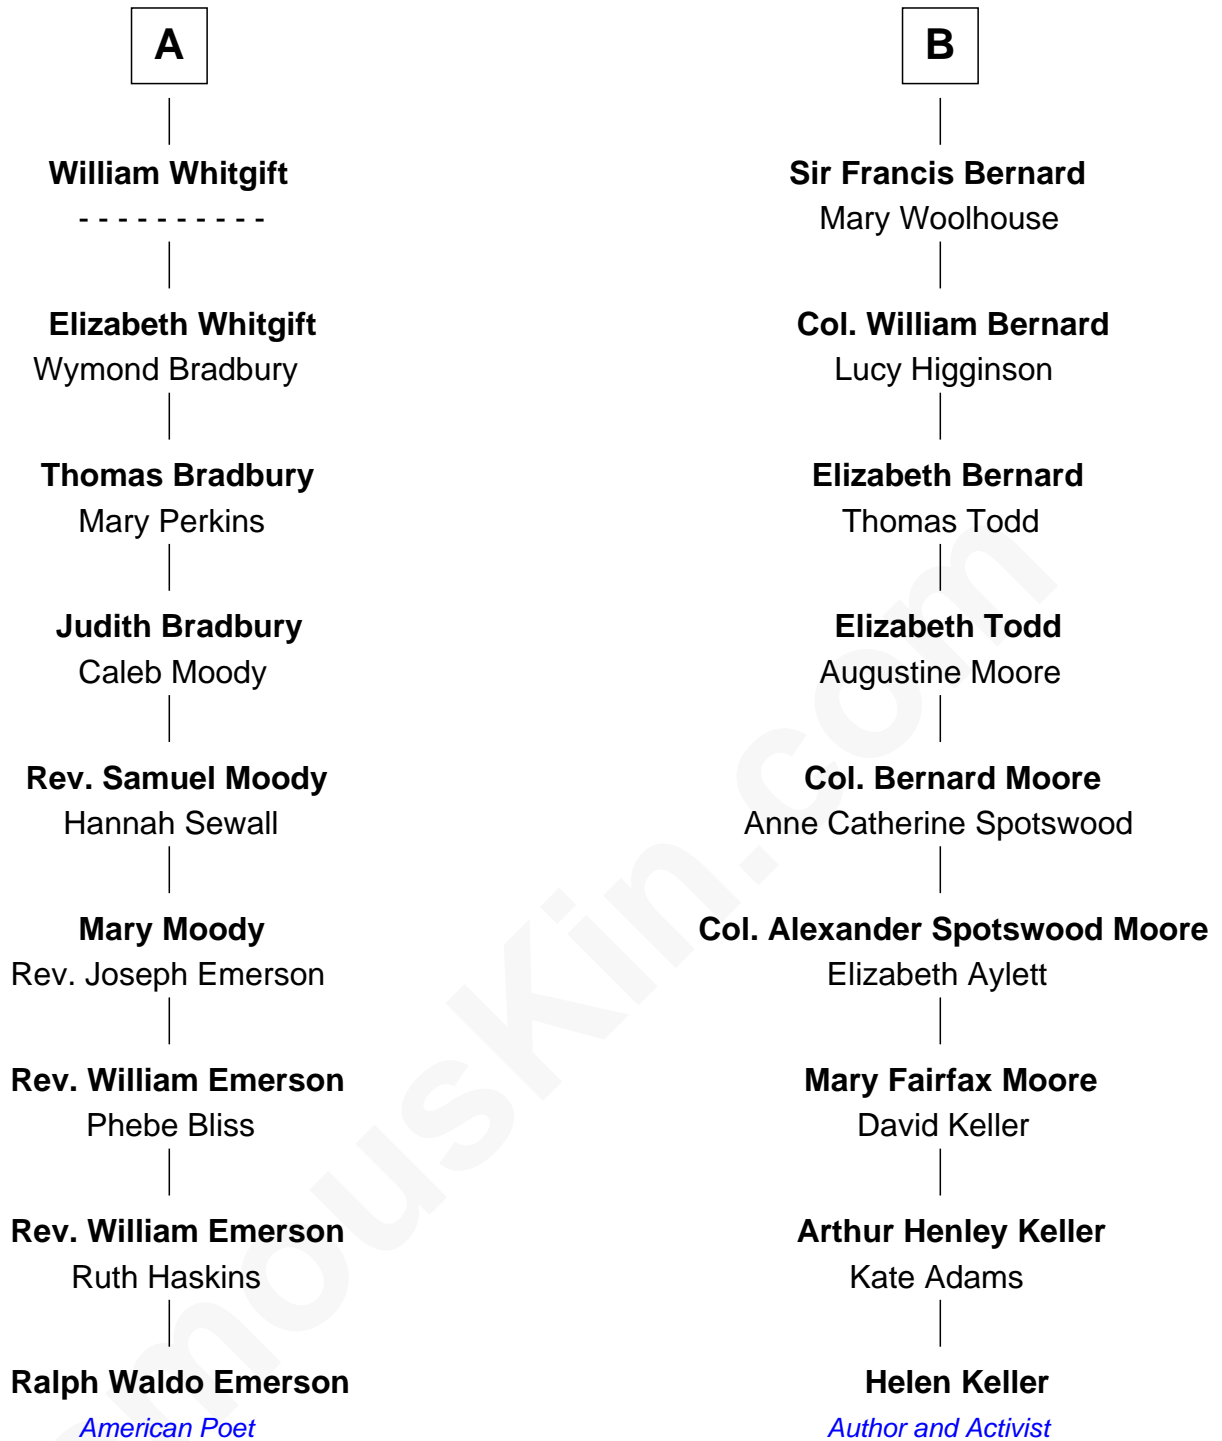 A
William Whitgift
- - - - - - - - - -
Elizabeth Whitgift
Wymond Bradbury
Thomas Bradbury
Mary Perkins
Judith Bradbury
Caleb Moody
Rev. Samuel Moody
Hannah Sewall
Mary Moody
Rev. Joseph Emerson
Rev. William Emerson
Phebe Bliss
Rev. William Emerson
Ruth Haskins
Ralph Waldo Emerson
American Poet
B
Sir Francis Bernard
Mary Woolhouse
Col. William Bernard
Lucy Higginson
Elizabeth Bernard
Thomas Todd
Elizabeth Todd
Augustine Moore
Col. Bernard Moore
Anne Catherine Spotswood
Col. Alexander Spotswood Moore
Elizabeth Aylett
Mary Fairfax Moore
David Keller
Arthur Henley Keller
Kate Adams
Helen Keller
Author and Activist
mousKin.com